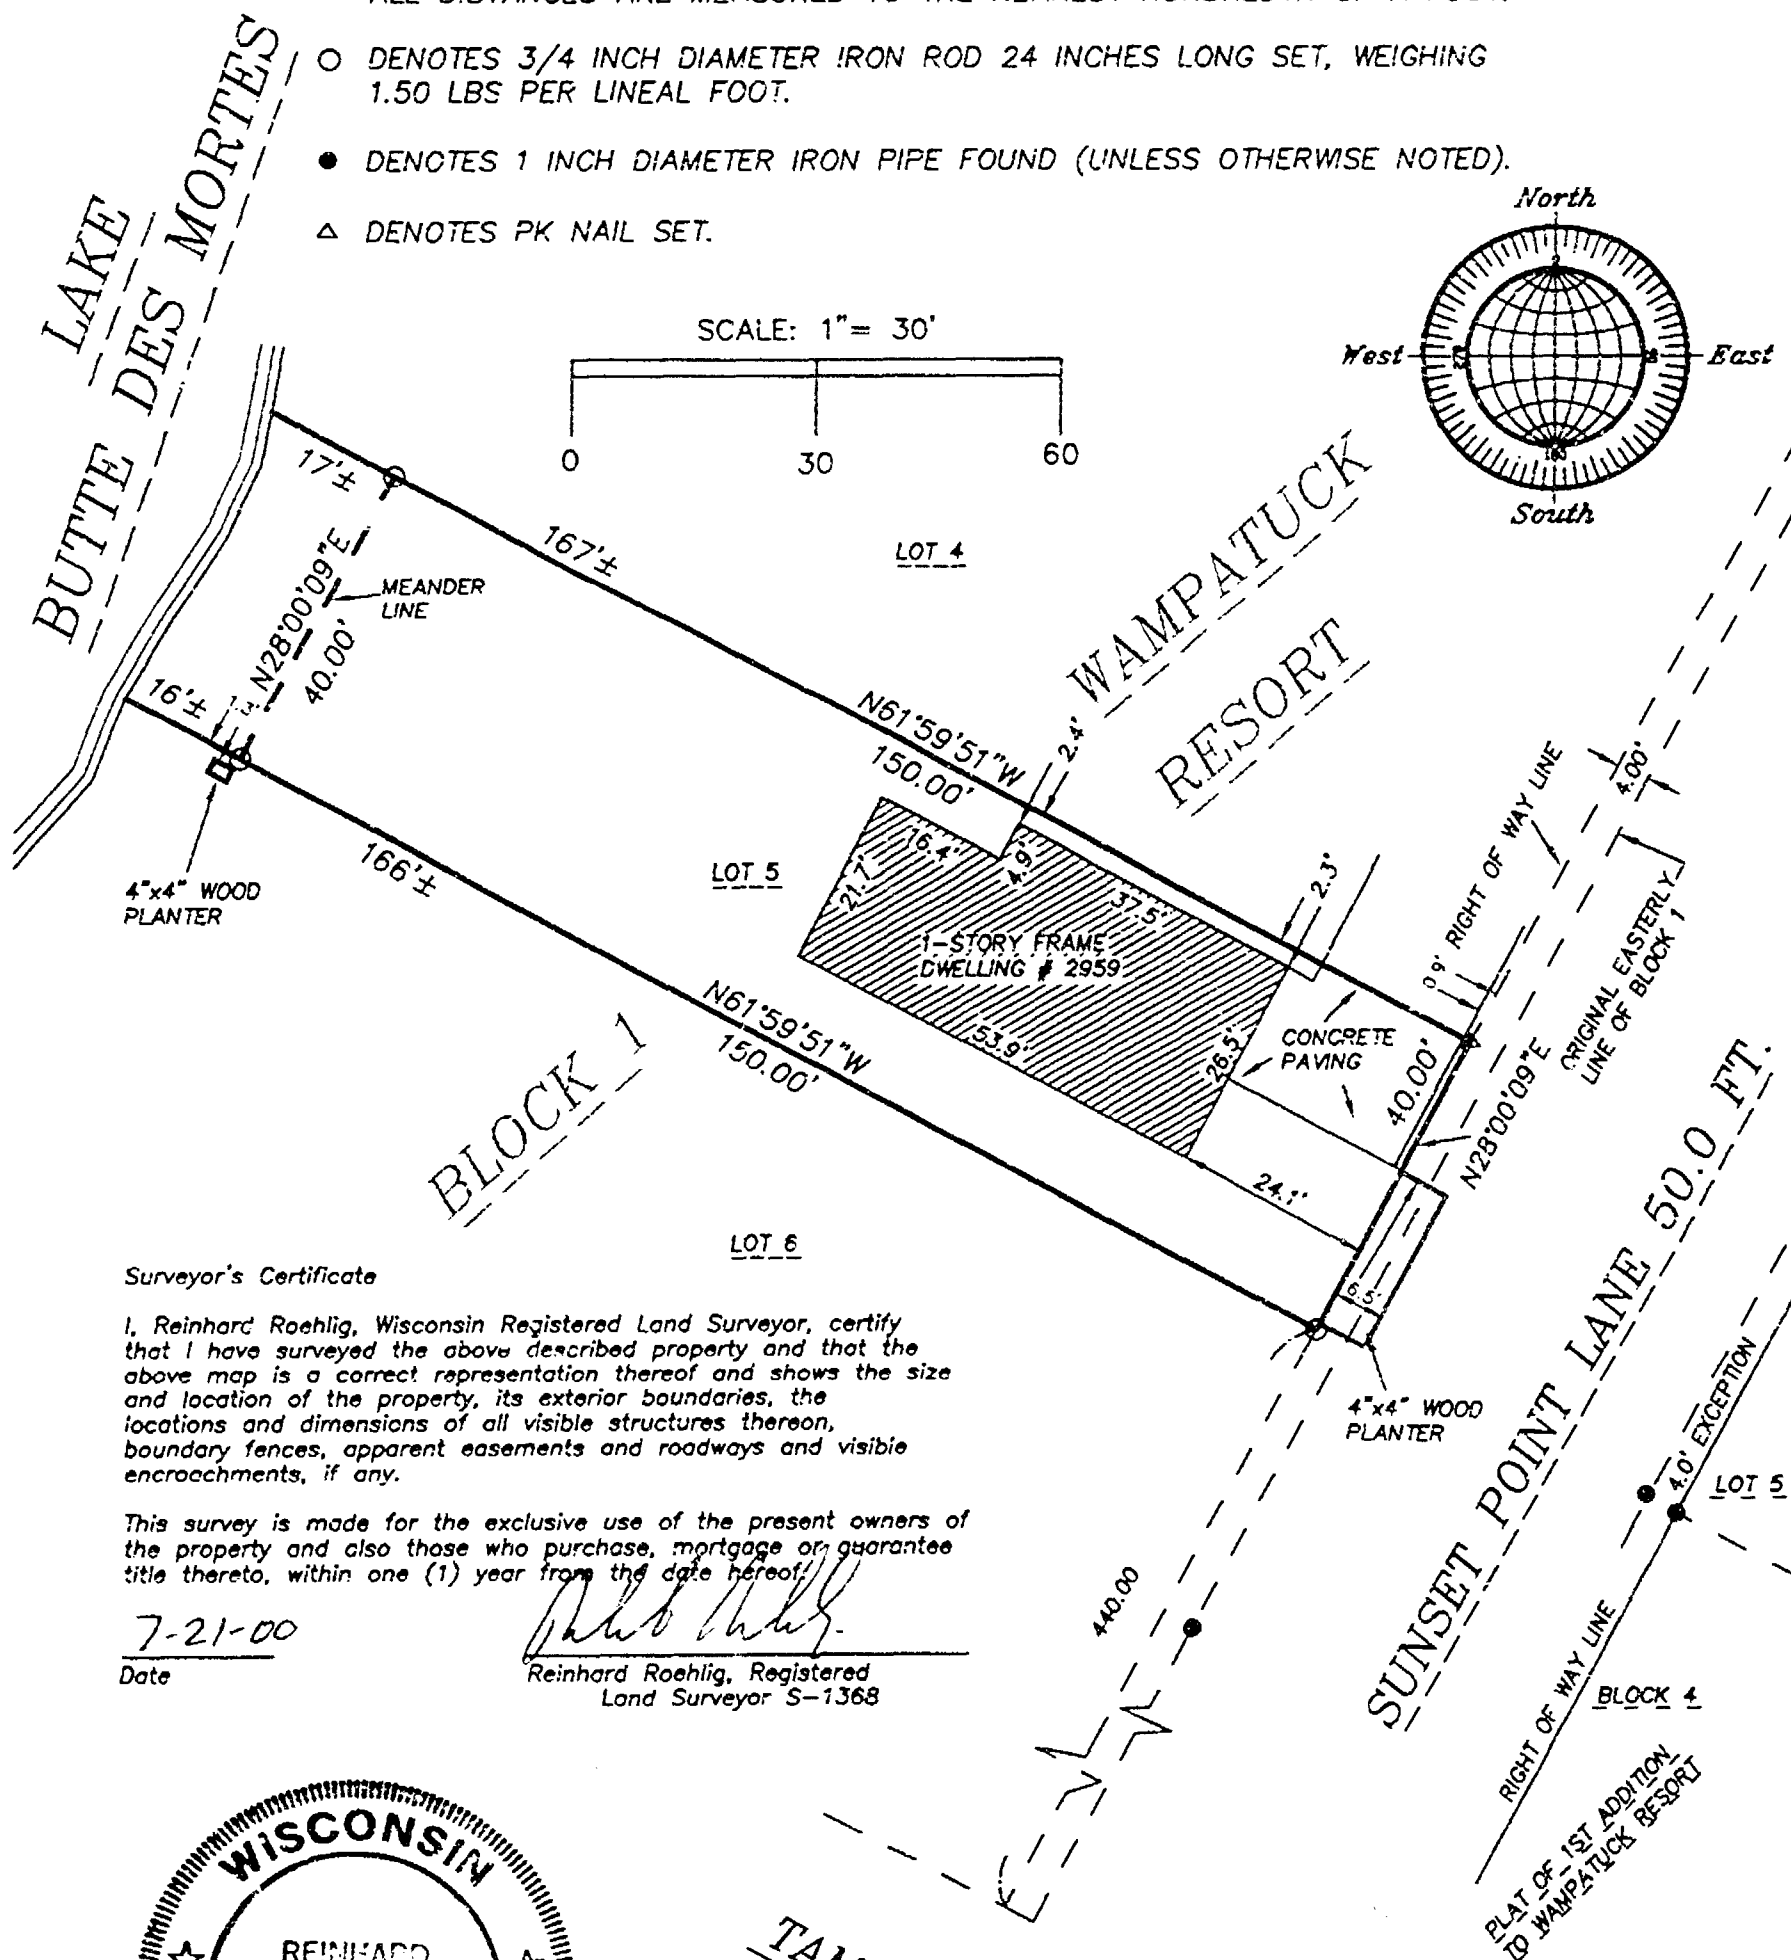 ○ DENOTES 3/4 INCH DIAMETER IRON ROD 24 INCHES LONG SET, WEIGHING
1.50 LBS PER LINEAL FOOT.
● DENOTES 1 INCH DIAMETER IRON PIPE FOUND (UNLESS OTHERWISE NOTED).
△ DENOTES PK NAIL SET.
LAKE
BUTTE DES MORTES
North
West
East
South
SCALE: 1"= 30'
0 30 60
17'±
167'±
LOT 4
WAMPATUCK
RESORT
MEANDER
LINE
N28°00'09"E
40.00'
16'±
1.3'
4"x4" WOOD
PLANTER
166'±
N61°59'51"W
150.00'
2.4'
LOT 5
16.4'
4.9'
21.7'
37.5'
2.3'
1-STORY FRAME
DWELLING # 2959
53.9'
26.5'
CONCRETE
PAVING
0.9'
RIGHT OF WAY LINE
4.00'
ORIGINAL EASTERLY
LINE OF BLOCK 1
40.00'
N28°00'09"E
N61°59'51"W
150.00'
BLOCK 1
24.1'
6.5'
LOT 6
4"x4" WOOD
PLANTER
SUNSET POINT LANE 50.0 FT.
4.0' EXCEPTION
LOT 5
440.00
RIGHT OF WAY LINE
BLOCK 4
PLAT OF 1ST ADDITION
TO WAMPATUCK RESORT
Surveyor's Certificate
I, Reinhard Roehlig, Wisconsin Registered Land Surveyor, certify
that I have surveyed the above described property and that the
above map is a correct representation thereof and shows the size
and location of the property, its exterior boundaries, the
locations and dimensions of all visible structures thereon,
boundary fences, apparent easements and roadways and visible
encroachments, if any.
This survey is made for the exclusive use of the present owners of
the property and also those who purchase, mortgage or guarantee
title thereto, within one (1) year from the date hereof.
7-21-00
Date
Reinhard Roehlig, Registered
Land Surveyor S-1368
WISCONSIN
REINHARD